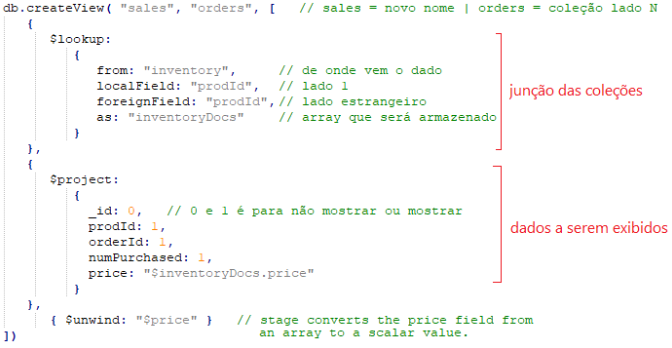 db.createView( "sales", "orders", [   // sales = novo nome | orders = coleção lado N
{
$lookup:
{
from: "inventory",     // de onde vem o dado
localField: "prodId",  // lado 1
foreignField: "prodId", // lado estrangeiro
as: "inventoryDocs"    // array que será armazenado
}
},
junção das coleções
{
$project:
{
_id: 0,   // 0 e 1 é para não mostrar ou mostrar
prodId: 1,
orderId: 1,
numPurchased: 1,
price: "$inventoryDocs.price"
}
},
dados a serem exibidos
{ $unwind: "$price" }   // stage converts the price field from
an array to a scalar value.
])